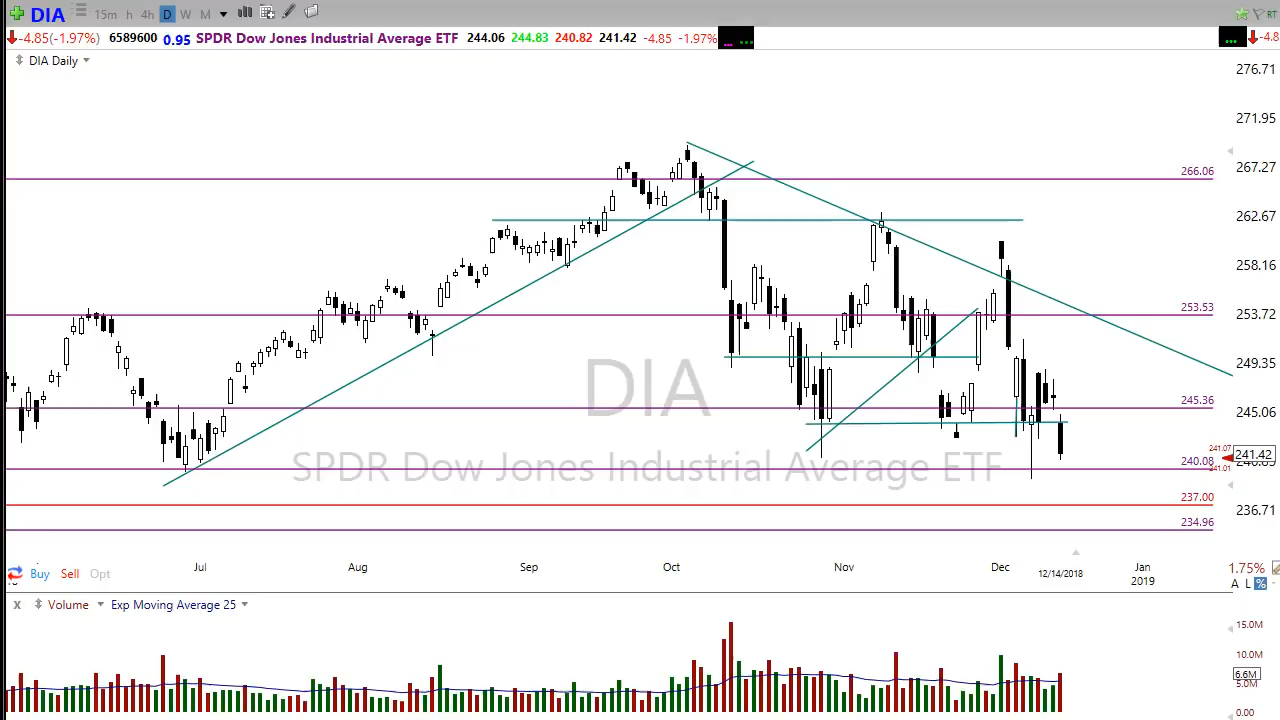 DIA 15m h 4h D W M RT
-4.85(-1.97%) 6589600 0.95 SPDR Dow Jones Industrial Average ETF 244.06 244.83 240.82 241.42 -4.85 -1.97% -4.8
DIA Daily
276.71
271.95
267.27
266.06
262.67
258.16
253.53
253.72
249.35
DIA
245.36
245.06
241.07
241.42
SPDR Dow Jones Industrial Average ETF
240.08
241.01
237.00
236.71
234.96
Jul Aug Sep Oct Nov Dec Jan
12/14/2018 2019
Buy Sell Opt
1.75%
A L %
x Volume Exp Moving Average 25
15.0M
10.0M
6.6M
5.0M
0.00